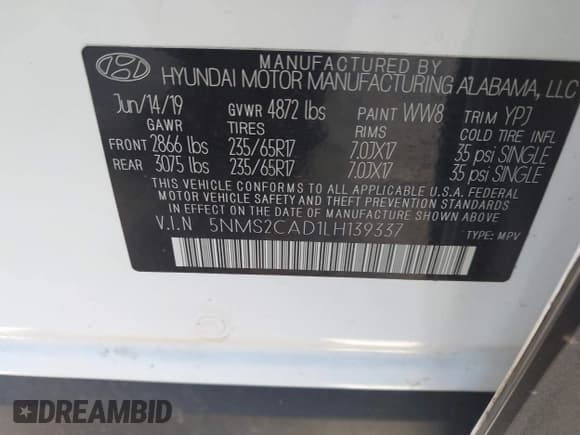 MANUFACTURED BY
HYUNDAI MOTOR MANUFACTURING ALABAMA, LLC
Jun/14/19 GVWR 4872 lbs PAINT WW8 TRIM YPJ
GAWR TIRES RIMS COLD TIRE INFL
FRONT 2866 lbs 235/65R17 7.0JX17 35 psi SINGLE
REAR 3075 lbs 235/65R17 7.0JX17 35 psi SINGLE
THIS VEHICLE CONFORMS TO ALL APPLICABLE U.S.A. FEDERAL
MOTOR VEHICLE SAFETY AND THEFT
PREVENTION STANDARDS IN EFFECT ON THE DATE OF MANUFACTURE SHOWN ABOVE
V.I.N 5NMS2CAD1LH139337 TYPE: MPV
DREAMBID